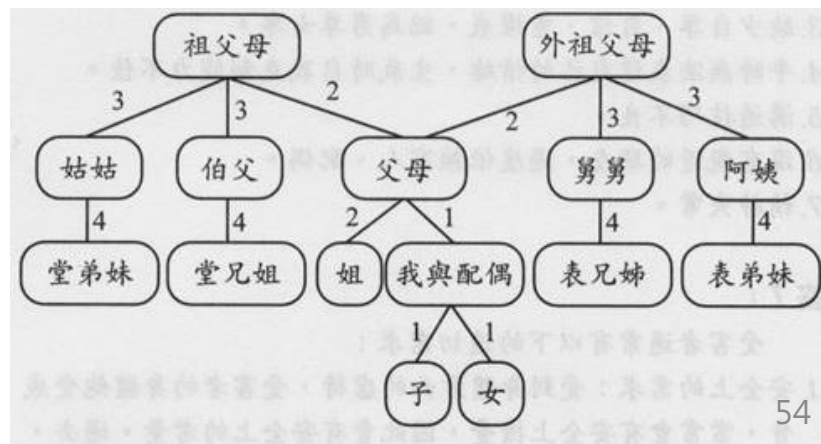 祖父母 外祖父母
3 3 2 2 3 3
姑姑 伯父 父母 舅舅 阿姨
4 4 2 1 4 4
堂弟妹 堂兄姐 姐 我與配偶 表兄姊 表弟妹
1 1
子 女
54